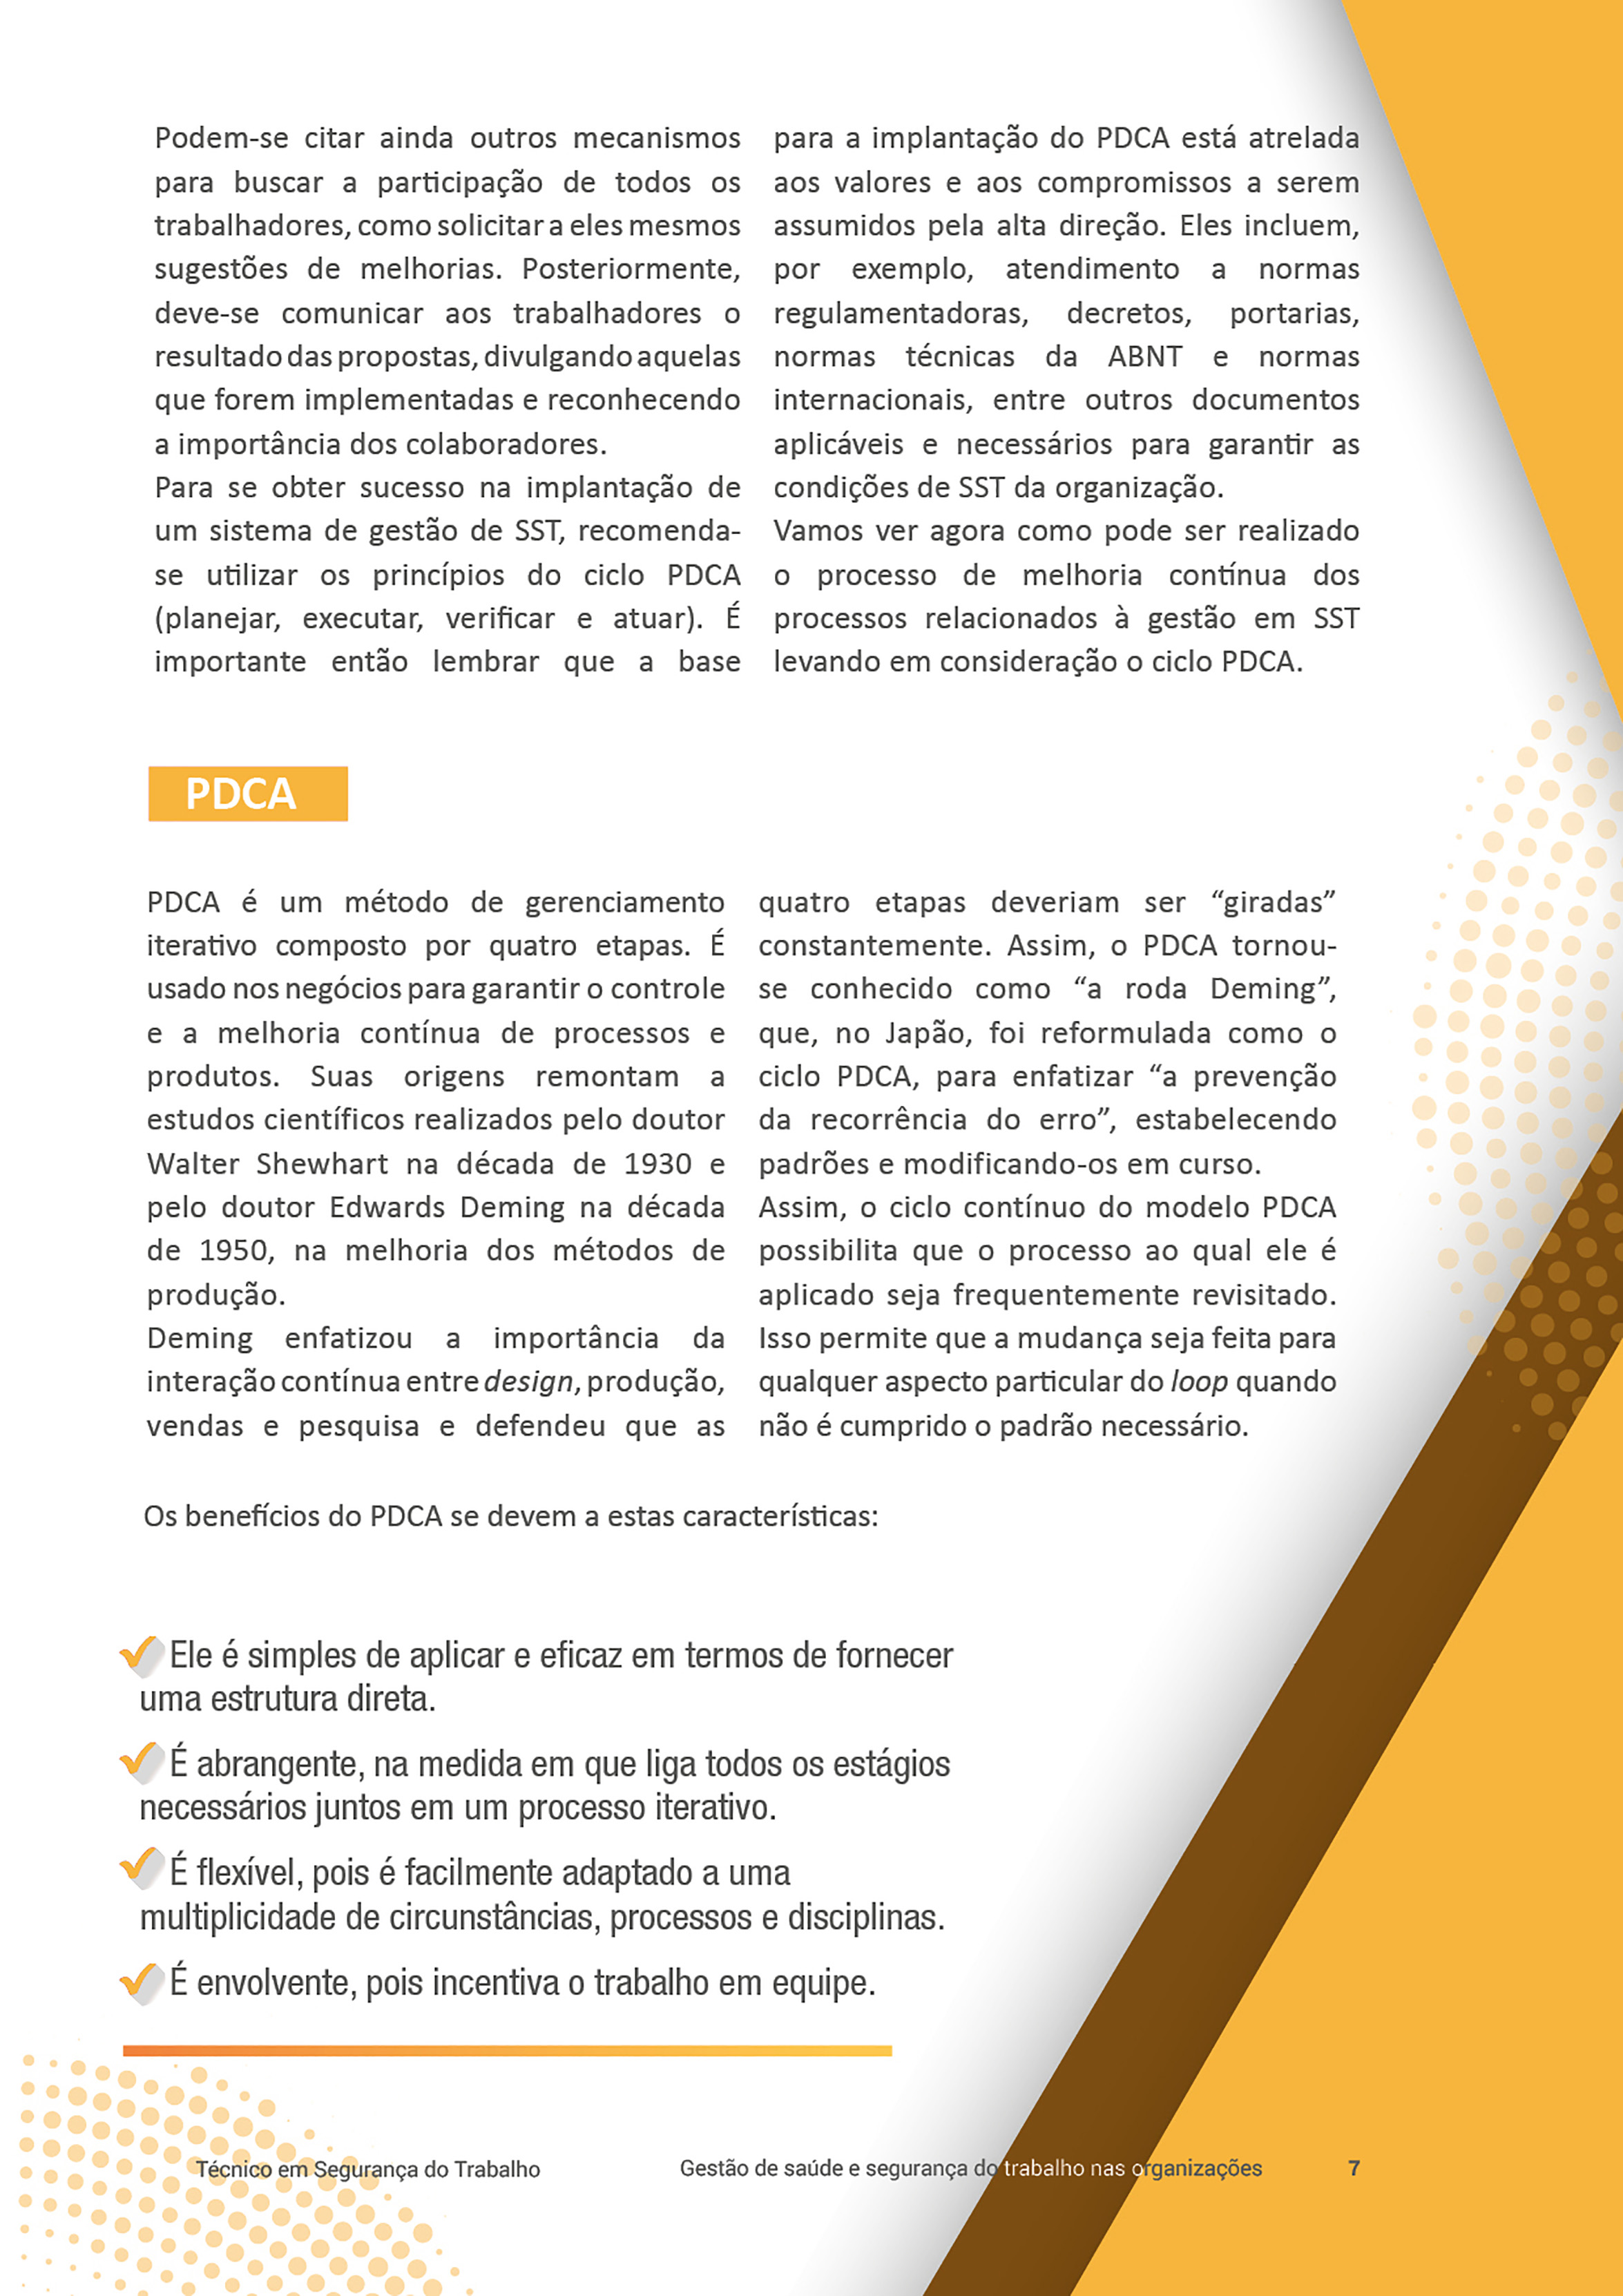 Podem-se citar ainda outros mecanismos
para buscar a participação de todos os
trabalhadores, como solicitar a eles mesmos
sugestões de melhorias. Posteriormente,
deve-se comunicar aos trabalhadores o
resultado das propostas, divulgando aquelas
que forem implementadas e reconhecendo
a importância dos colaboradores.
Para se obter sucesso na implantação de
um sistema de gestão de SST, recomenda-
se utilizar os princípios do ciclo PDCA
(planejar, executar, verificar e atuar). É
importante então lembrar que a base
para a implantação do PDCA está atrelada
aos valores e aos compromissos a serem
assumidos pela alta direção. Eles incluem,
por exemplo, atendimento a normas
regulamentadoras, decretos, portarias,
normas técnicas da ABNT e normas
internacionais, entre outros documentos
aplicáveis e necessários para garantir as
condições de SST da organização.
Vamos ver agora como pode ser realizado
o processo de melhoria contínua dos
processos relacionados à gestão em SST
levando em consideração o ciclo PDCA.
PDCA
PDCA é um método de gerenciamento
iterativo composto por quatro etapas. É
usado nos negócios para garantir o controle
e a melhoria contínua de processos e
produtos. Suas origens remontam a
estudos científicos realizados pelo doutor
Walter Shewhart na década de 1930 e
pelo doutor Edwards Deming na década
de 1950, na melhoria dos métodos de
produção.
Deming enfatizou a importância da
interação contínua entre design, produção,
vendas e pesquisa e defendeu que as
quatro etapas deveriam ser “giradas”
constantemente. Assim, o PDCA tornou-
se conhecido como “a roda Deming”,
que, no Japão, foi reformulada como o
ciclo PDCA, para enfatizar “a prevenção
da recorrência do erro”, estabelecendo
padrões e modificando-os em curso.
Assim, o ciclo contínuo do modelo PDCA
possibilita que o processo ao qual ele é
aplicado seja frequentemente revisitado.
Isso permite que a mudança seja feita para
qualquer aspecto particular do loop quando
não é cumprido o padrão necessário.
Os benefícios do PDCA se devem a estas características:
Ele é simples de aplicar e eficaz em termos de fornecer
uma estrutura direta.
É abrangente, na medida em que liga todos os estágios
necessários juntos em um processo iterativo.
É flexível, pois é facilmente adaptado a uma
multiplicidade de circunstâncias, processos e disciplinas.
É envolvente, pois incentiva o trabalho em equipe.
Técnico em Segurança do Trabalho
Gestão de saúde e segurança do trabalho nas organizações
7